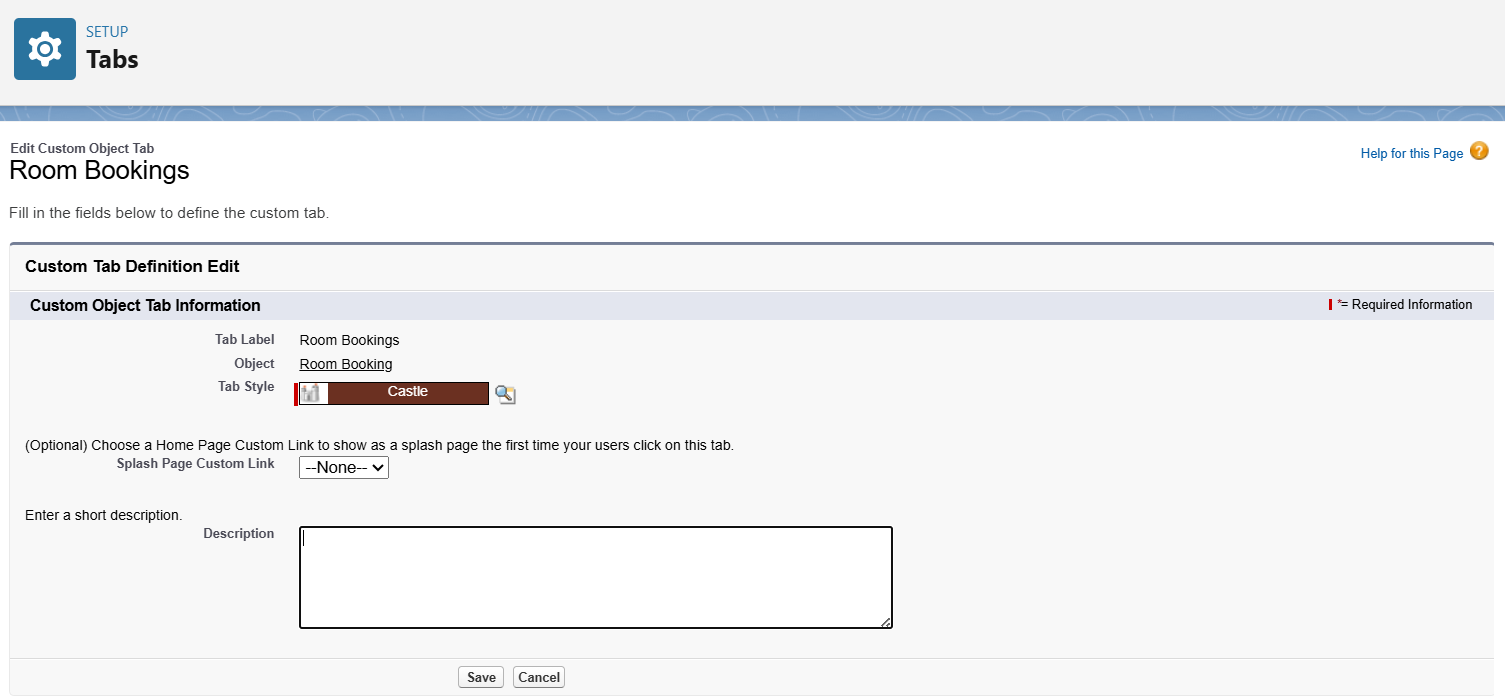 SETUP
Tabs
Edit Custom Object Tab
Room Bookings
Help for this Page ?
Fill in the fields below to define the custom tab.
Custom Tab Definition Edit
Custom Object Tab Information
*= Required Information
Tab Label Room Bookings
Object Room Booking
Tab Style Castle
(Optional) Choose a Home Page Custom Link to show as a splash page the first time your users click on this tab.
Splash Page Custom Link --None--
Enter a short description.
Description
Save Cancel